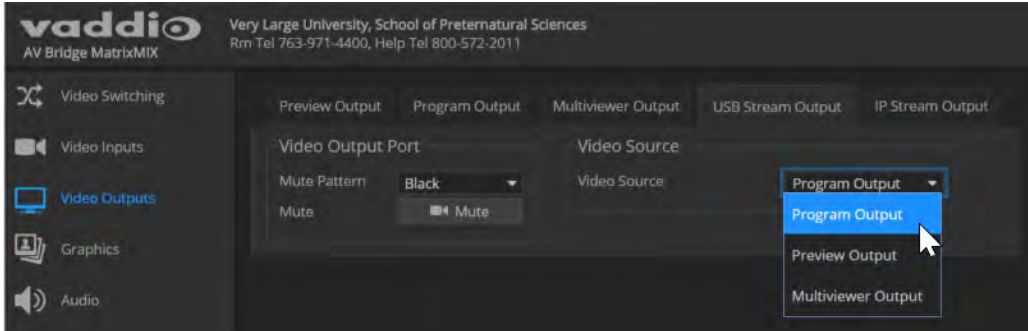 vaddio
AV Bridge MatrixMIX
Very Large University, School of Preternatural Sciences
Rm Tel 763-971-4400, Help Tel 800-572-2011
Video Switching
Video Inputs
Video Outputs
Graphics
Audio
Preview Output
Program Output
Multiviewer Output
USB Stream Output
IP Stream Output
Video Output Port
Mute Pattern
Black
Mute
Mute
Video Source
Video Source
Program Output
Program Output
Preview Output
Multiviewer Output